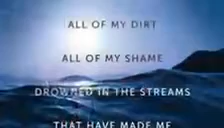 ALL OF MY DIRT
ALL OF MY SHAME
DROWNED IN THE STREAMS
THAT HAVE MADE ME